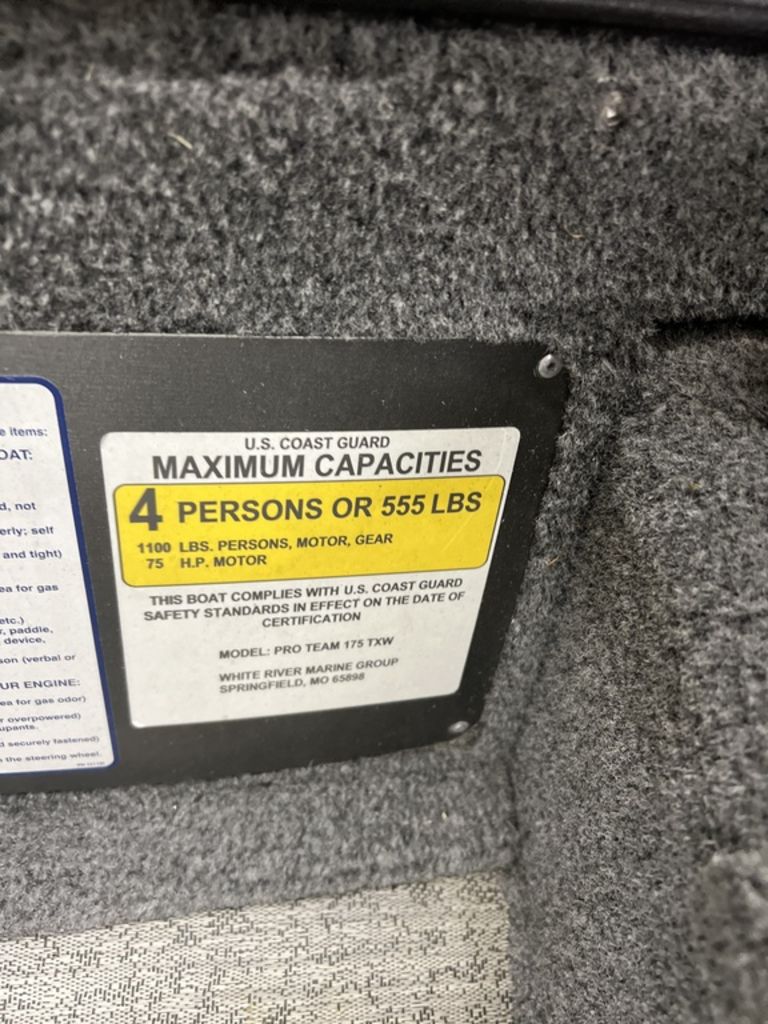 e items:
OAT:
d, not
erly; self
and tight)
ea for gas
etc.)
r, paddle,
device,
son (verbal or
UR ENGINE:
ea for gas odor)
r overpowered)
upants.
d securely fastened)
n the steering wheel.
U.S. COAST GUARD
MAXIMUM CAPACITIES
4 PERSONS OR 555 LBS
1100 LBS. PERSONS, MOTOR, GEAR
75 H.P. MOTOR
THIS BOAT COMPLIES WITH U.S. COAST GUARD
SAFETY STANDARDS IN EFFECT ON THE DATE OF
CERTIFICATION
MODEL: PRO TEAM 175 TXW
WHITE RIVER MARINE GROUP
SPRINGFIELD, MO 65898